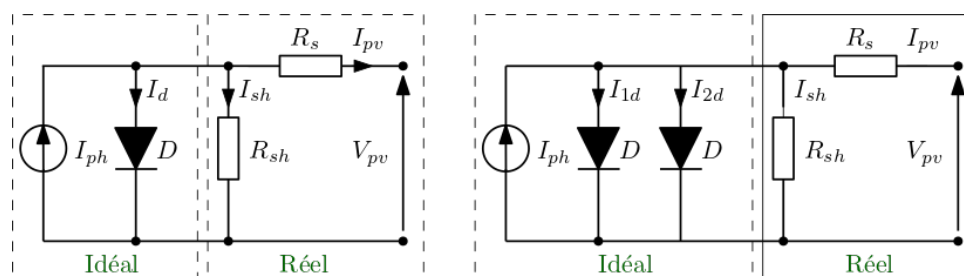 R_s I_pv
I_d I_sh
I_ph D R_sh V_pv
Idéal Réel
R_s I_pv
I_1d I_2d I_sh
I_ph D D R_sh V_pv
Idéal Réel